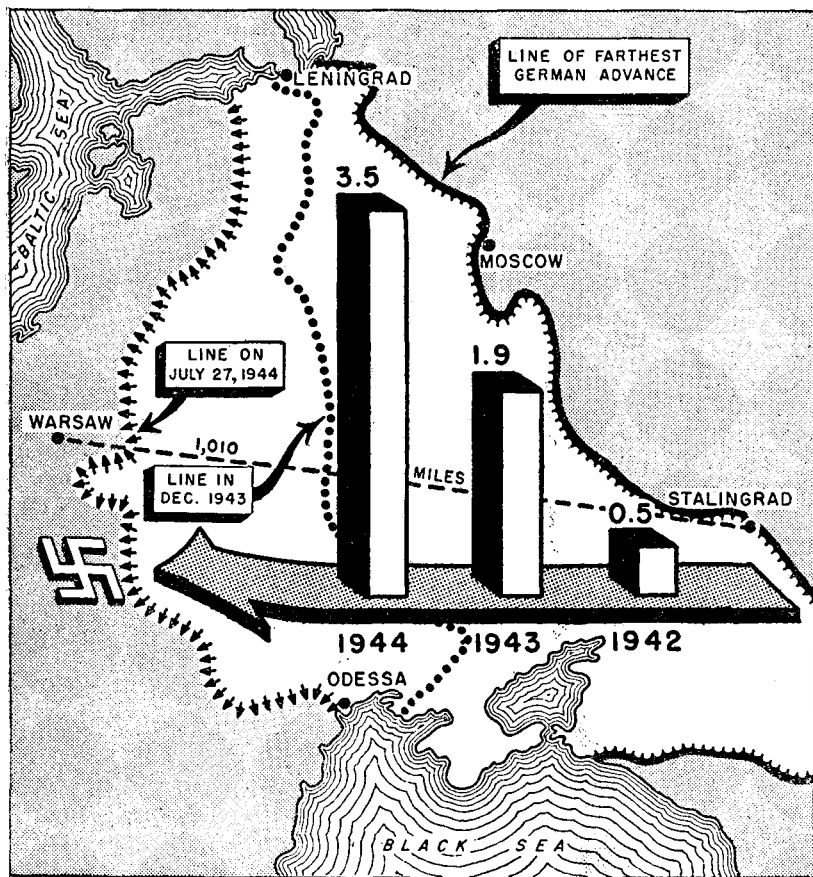 LINE OF FARTHEST
GERMAN ADVANCE
LENINGRAD
BALTIC SEA
3.5
MOSCOW
1.9
LINE ON
JULY 27, 1944
WARSAW
1,010
MILES
LINE IN
DEC. 1943
STALINGRAD
0.5
1944
1943
1942
ODESSA
BLACK SEA